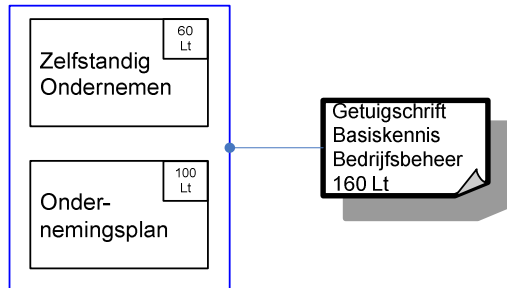 60
Lt
Zelfstandig
Ondernemen
100
Lt
Onder-
nemingsplan
Getuigschrift
Basiskennis
Bedrijfsbeheer
160 Lt